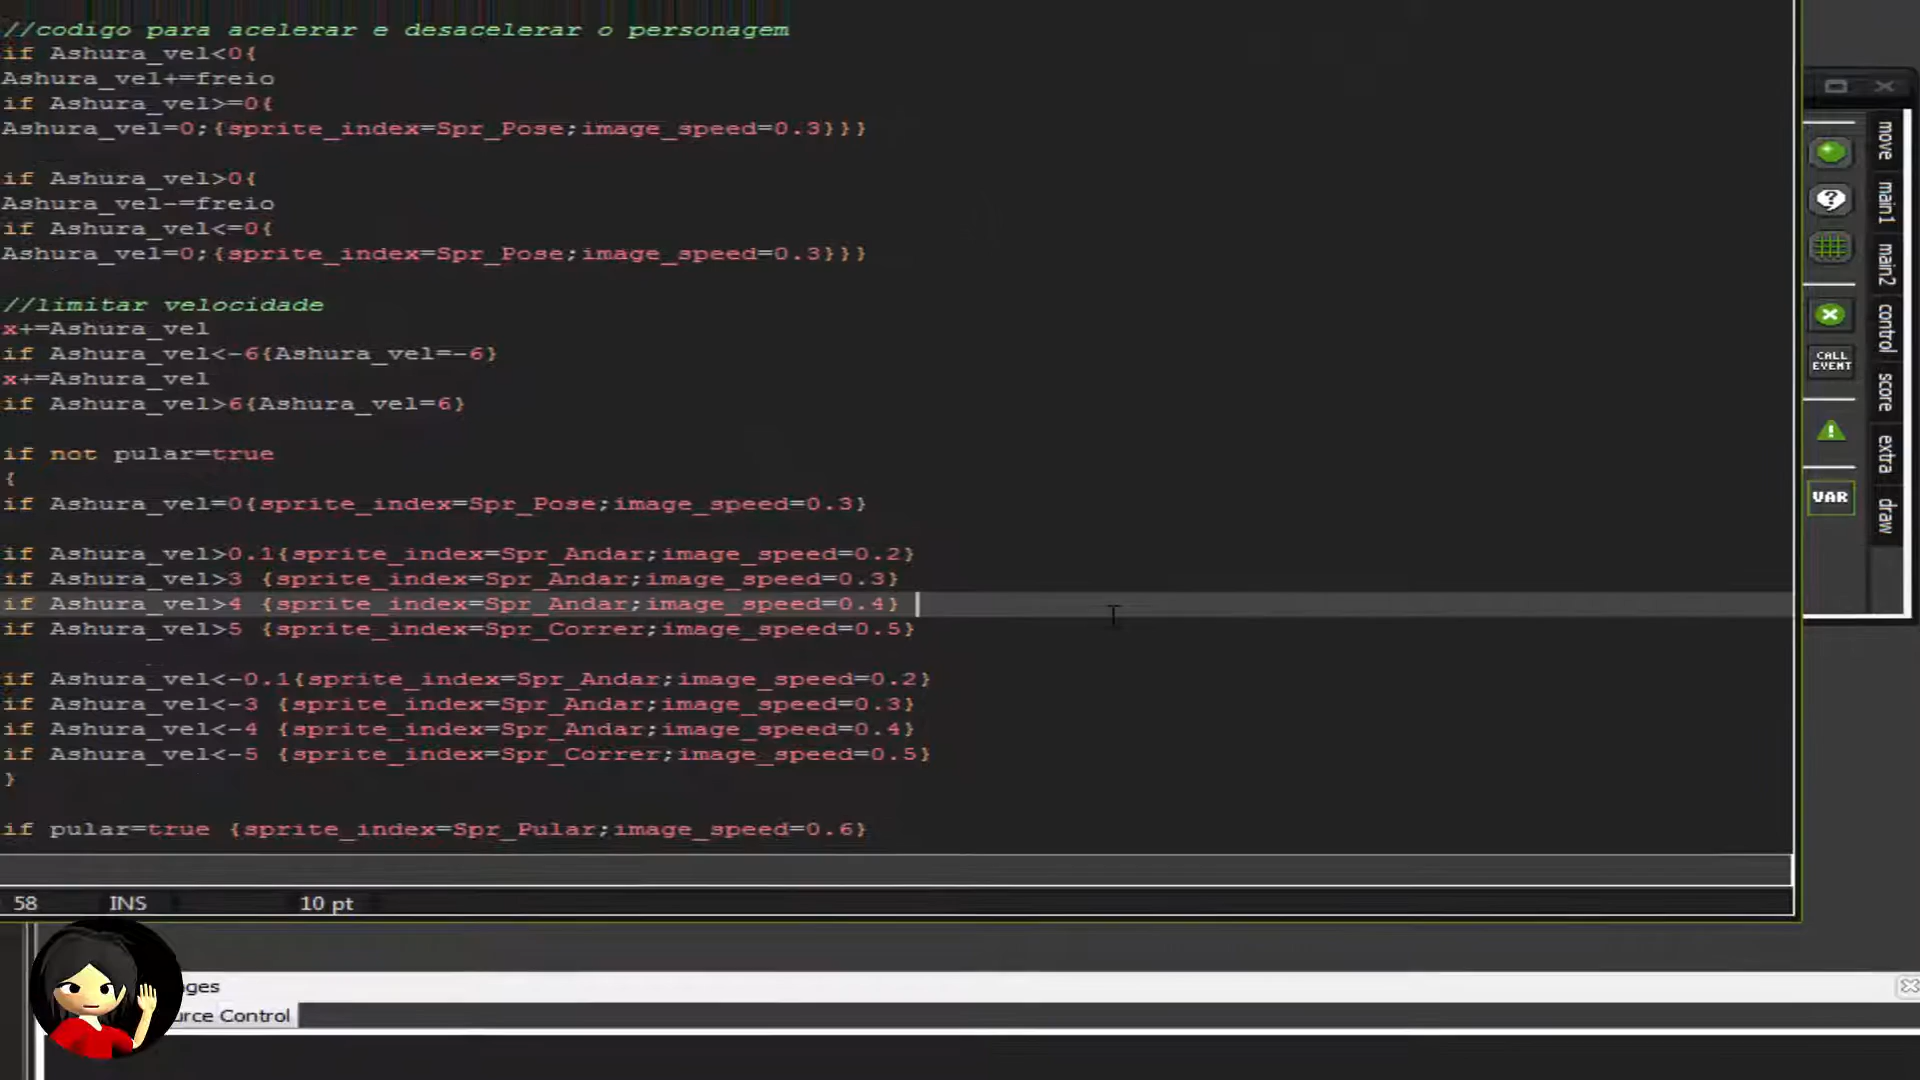 //codigo para acelerar e desacelerar o personagem
if Ashura_vel<0{
Ashura_vel+=freio
if Ashura_vel>=0{
Ashura_vel=0;{sprite_index=Spr_Pose;image_speed=0.3}}}
if Ashura_vel>0{
Ashura_vel-=freio
if Ashura_vel<=0{
Ashura_vel=0;{sprite_index=Spr_Pose;image_speed=0.3}}}
//limitar velocidade
x+=Ashura_vel
if Ashura_vel<-6{Ashura_vel=-6}
x+=Ashura_vel
if Ashura_vel>6{Ashura_vel=6}
if not pular=true
{
if Ashura_vel=0{sprite_index=Spr_Pose;image_speed=0.3}
if Ashura_vel>0.1{sprite_index=Spr_Andar;image_speed=0.2}
if Ashura_vel>3 {sprite_index=Spr_Andar;image_speed=0.3}
if Ashura_vel>4 {sprite_index=Spr_Andar;image_speed=0.4}
if Ashura_vel>5 {sprite_index=Spr_Correr;image_speed=0.5}
if Ashura_vel<-0.1{sprite_index=Spr_Andar;image_speed=0.2}
if Ashura_vel<-3 {sprite_index=Spr_Andar;image_speed=0.3}
if Ashura_vel<-4 {sprite_index=Spr_Andar;image_speed=0.4}
if Ashura_vel<-5 {sprite_index=Spr_Correr;image_speed=0.5}
}
if pular=true {sprite_index=Spr_Pular;image_speed=0.6}
58 INS 10 pt
move
main1
main2
control
score
extra
draw
CALL
EVENT
VAR
ges
urce Control